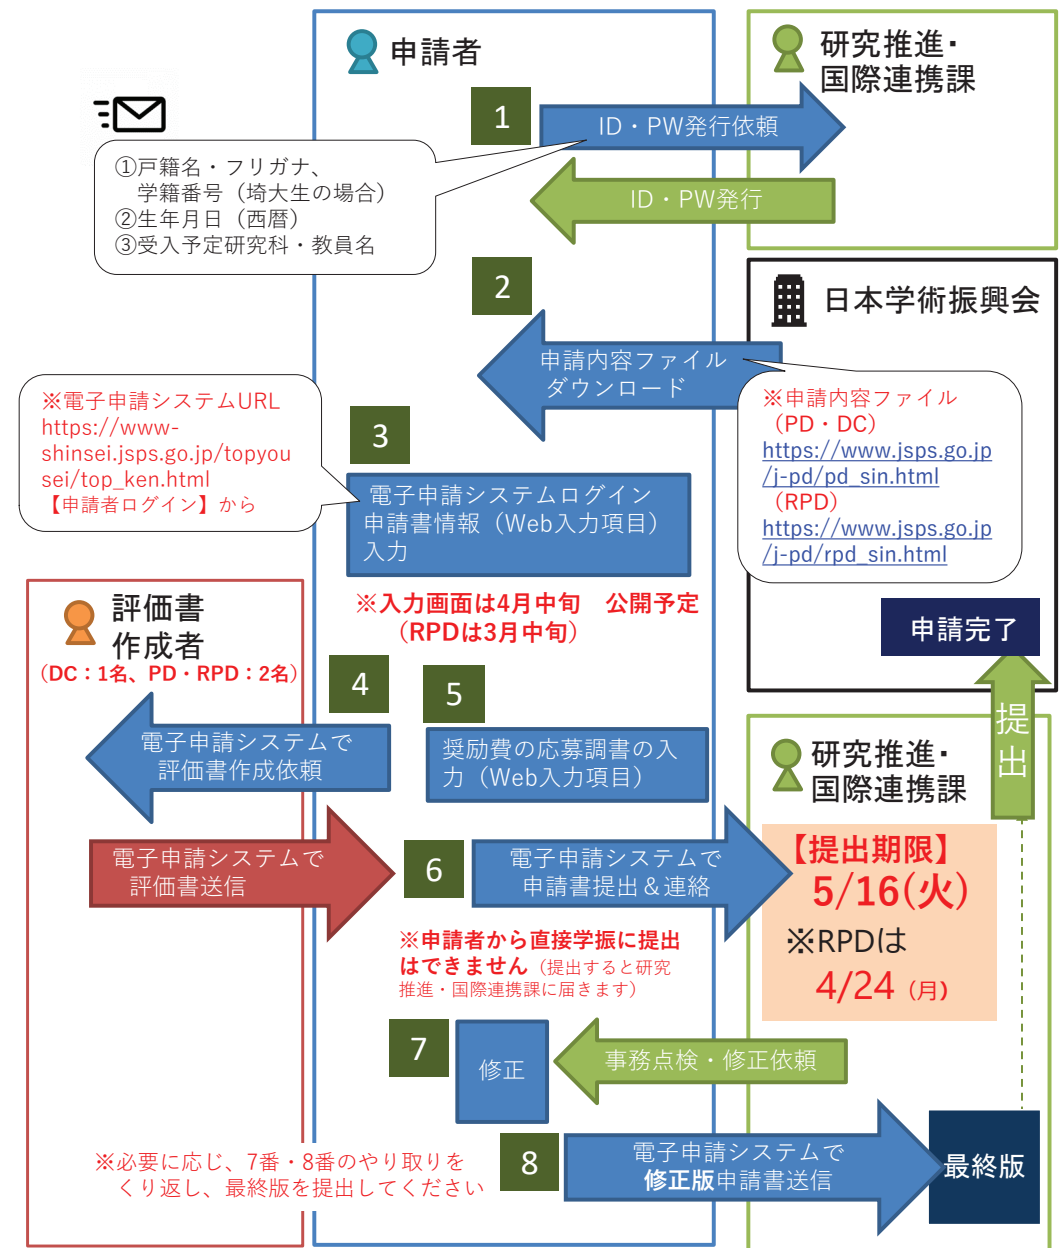 申請者
研究推進・
国際連携課
1
ID・PW発行依頼
①戸籍名・フリガナ、
学籍番号（埼大生の場合）
②生年月日（西暦）
③受入予定研究科・教員名
ID・PW発行
2
日本学術振興会
申請内容ファイル
ダウンロード
※申請内容ファイル
（PD・DC）
https://www.jsps.go.jp
/j-pd/pd_sin.html
（RPD）
https://www.jsps.go.jp
/j-pd/rpd_sin.html
※電子申請システムURL
https://www-
shinsei.jsps.go.jp/topyou
sei/top_ken.html
【申請者ログイン】から
3
電子申請システムログイン
申請書情報（Web入力項目）
入力
※入力画面は4月中旬　公開予定
（RPDは3月中旬）
申請完了
評価書
作成者
（DC：1名、PD・RPD：2名）
4
電子申請システムで
評価書作成依頼
5
奨励費の応募調書の入
力（Web入力項目）
提出
研究推進・
国際連携課
電子申請システムで
評価書送信
6
電子申請システムで
申請書提出＆連絡
【提出期限】
5/16(火)
※RPDは
4/24（月）
※申請者から直接学振に提出
はできません（提出すると研究
推進・国際連携課に届きます）
7
修正
事務点検・修正依頼
※必要に応じ、7番・8番のやり取りを
くり返し、最終版を提出してください
8
電子申請システムで
修正版申請書送信
最終版